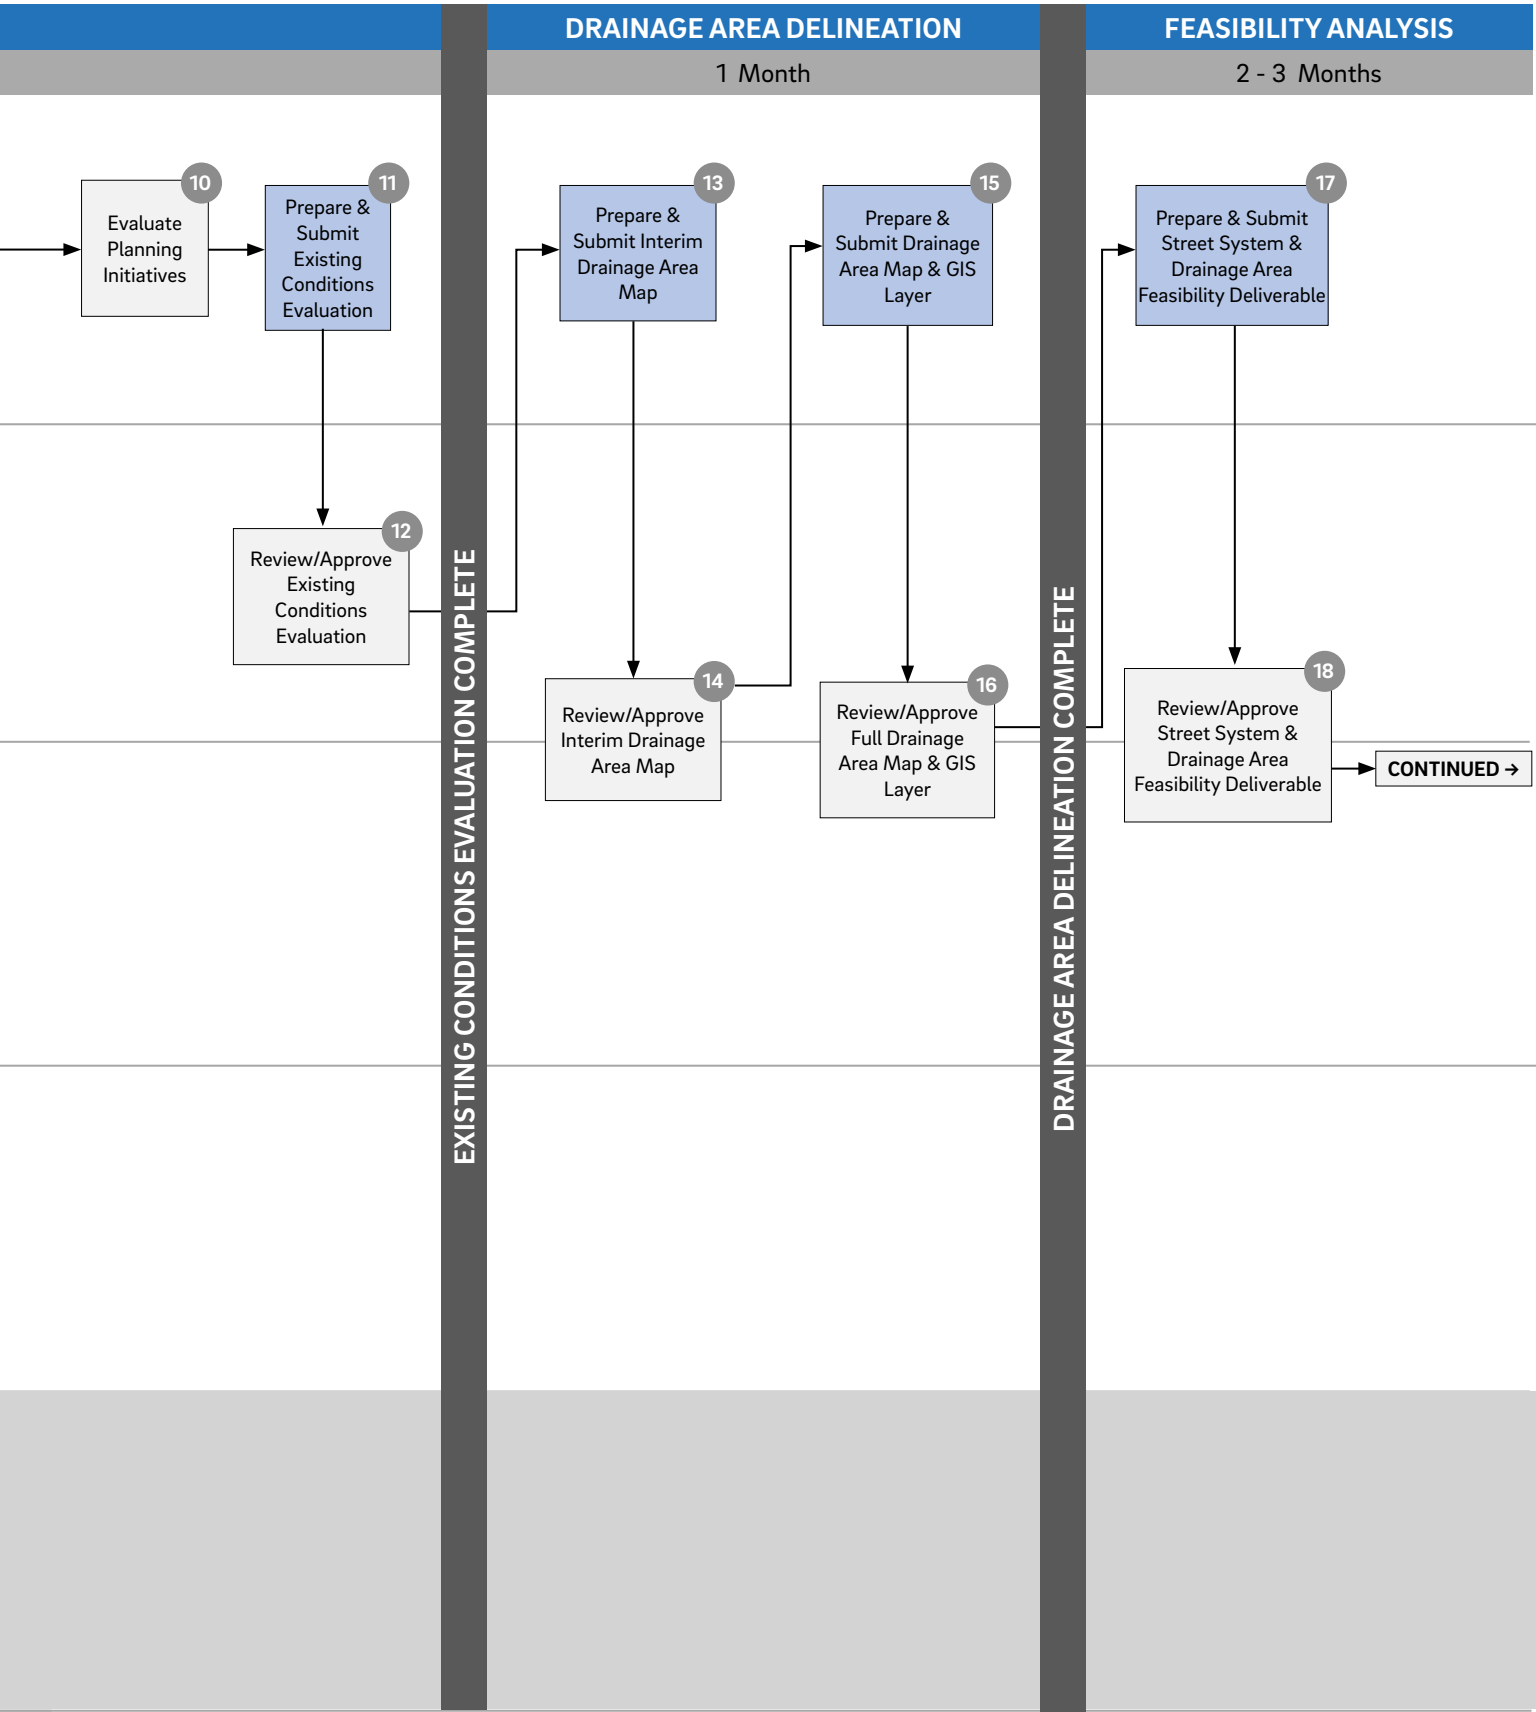 DRAINAGE AREA DELINEATION
FEASIBILITY ANALYSIS
1 Month
2 - 3 Months
10
Evaluate
Planning
Initiatives
11
Prepare &
Submit
Existing
Conditions
Evaluation
12
Review/Approve
Existing
Conditions
Evaluation
EXISTING CONDITIONS EVALUATION COMPLETE
13
Prepare &
Submit Interim
Drainage Area
Map
14
Review/Approve
Interim Drainage
Area Map
15
Prepare &
Submit Drainage
Area Map & GIS
Layer
16
Review/Approve
Full Drainage
Area Map & GIS
Layer
DRAINAGE AREA DELINEATION COMPLETE
17
Prepare & Submit
Street System &
Drainage Area
Feasibility Deliverable
18
Review/Approve
Street System &
Drainage Area
Feasibility Deliverable
CONTINUED →